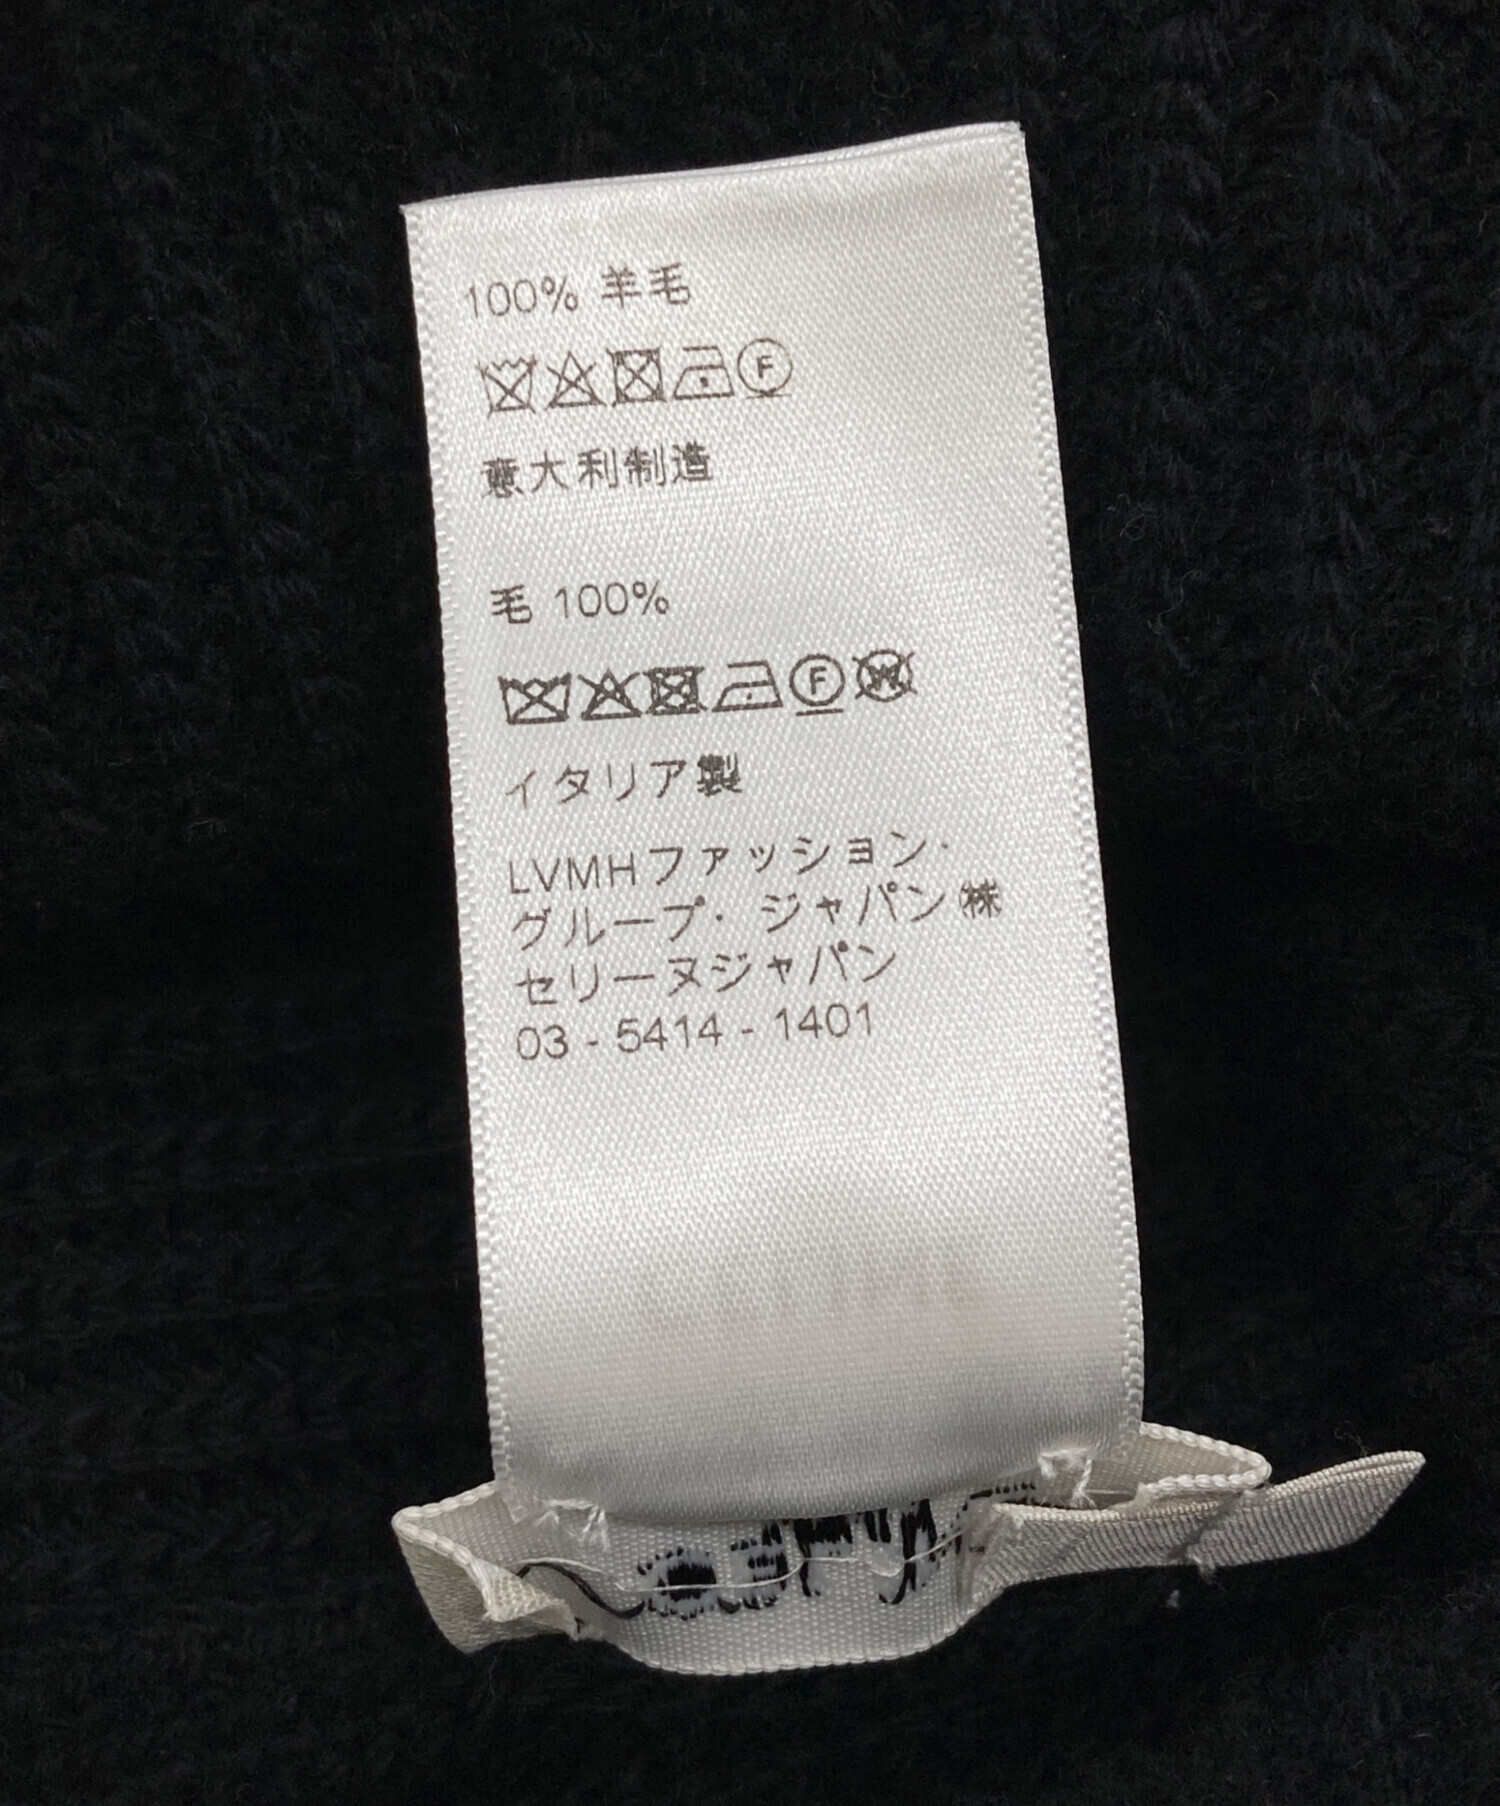 100% 羊毛
F
意大利制造
毛 100%
F W
イタリア製
LVMHファッション・
グループ・ジャパン㈱
セリーヌジャパン
03 - 5414 - 1401